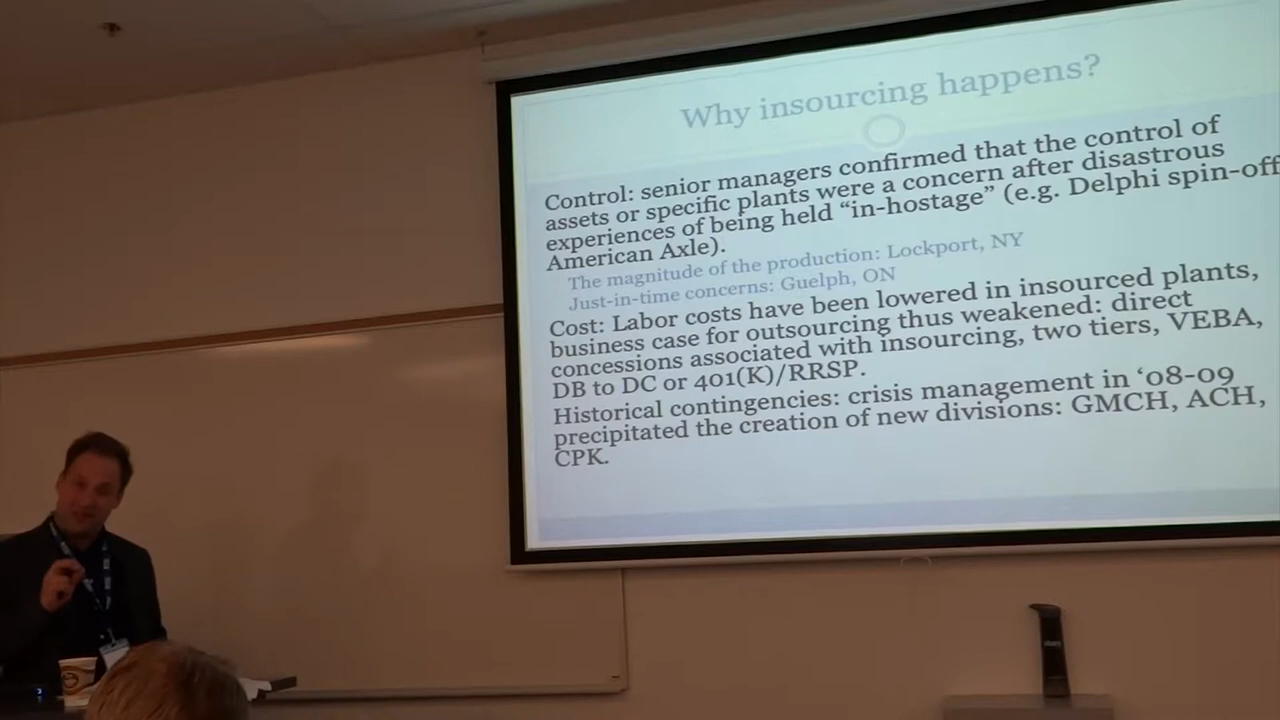 Why insourcing happens?
Control: senior managers confirmed that the control of
assets or specific plants were a concern after disastrous
experiences of being held “in-hostage” (e.g. Delphi spin-off
American Axle).
The magnitude of the production: Lockport, NY
Just-in-time concerns: Guelph, ON
Cost: Labor costs have been lowered in insourced plants,
business case for outsourcing thus weakened: direct
concessions associated with insourcing, two tiers, VEBA,
DB to DC or 401(K)/RRSP.
Historical contingencies: crisis management in ‘08-09
precipitated the creation of new divisions: GMCH, ACH,
CPK.